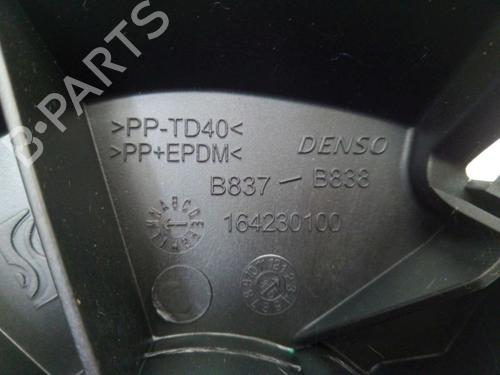 B-PARTS
>PP-TD40<
>PP+EPDM<
DENSO
B837 - B838
164230100